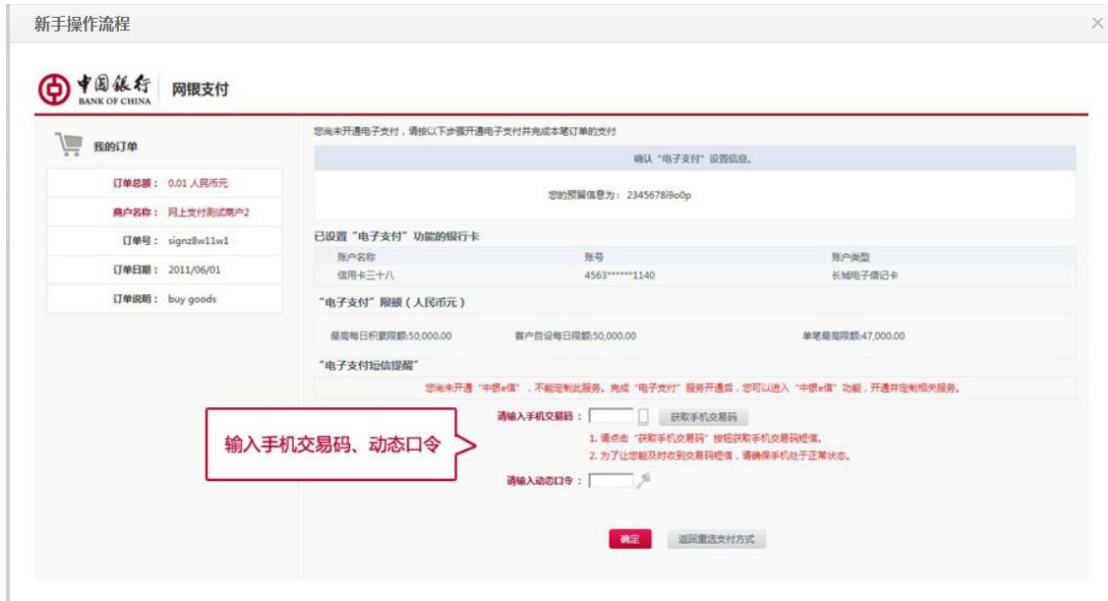 新手操作流程
中国银行
BANK OF CHINA
网银支付
我的订单
订单总额： 0.01 人民币元
商户名称： 网上支付测试商户2
订单号： signz8w11w1
订单日期： 2011/06/01
订单说明： buy goods
您尚未开通电子支付，请按以下步骤开通电子支付并完成本笔订单的支付
确认“电子支付”设置信息。
您的预留信息为： 2345678i9o0p
已设置“电子支付”功能的银行卡
账户名称 账号 账户类型
信用卡三十八 4563******1140 长城电子借记卡
“电子支付”限额（人民币元）
最高每日积累限额:50,000.00 客户自设每日限额:50,000.00 单笔最高限额:47,000.00
“电子支付短信提醒”
您尚未开通“中银e信”，不能定制此服务。完成“电子支付”服务开通后，您可以进入“中银e信”功能，开通并定制相关服务。
请输入手机交易码： 获取手机交易码
1. 请点击“获取手机交易码”按钮获取手机交易码短信。
2. 为了让您能及时收到交易码短信，请确保手机处于正常状态。
输入手机交易码、动态口令
请输入动态口令：
确定 返回重选支付方式